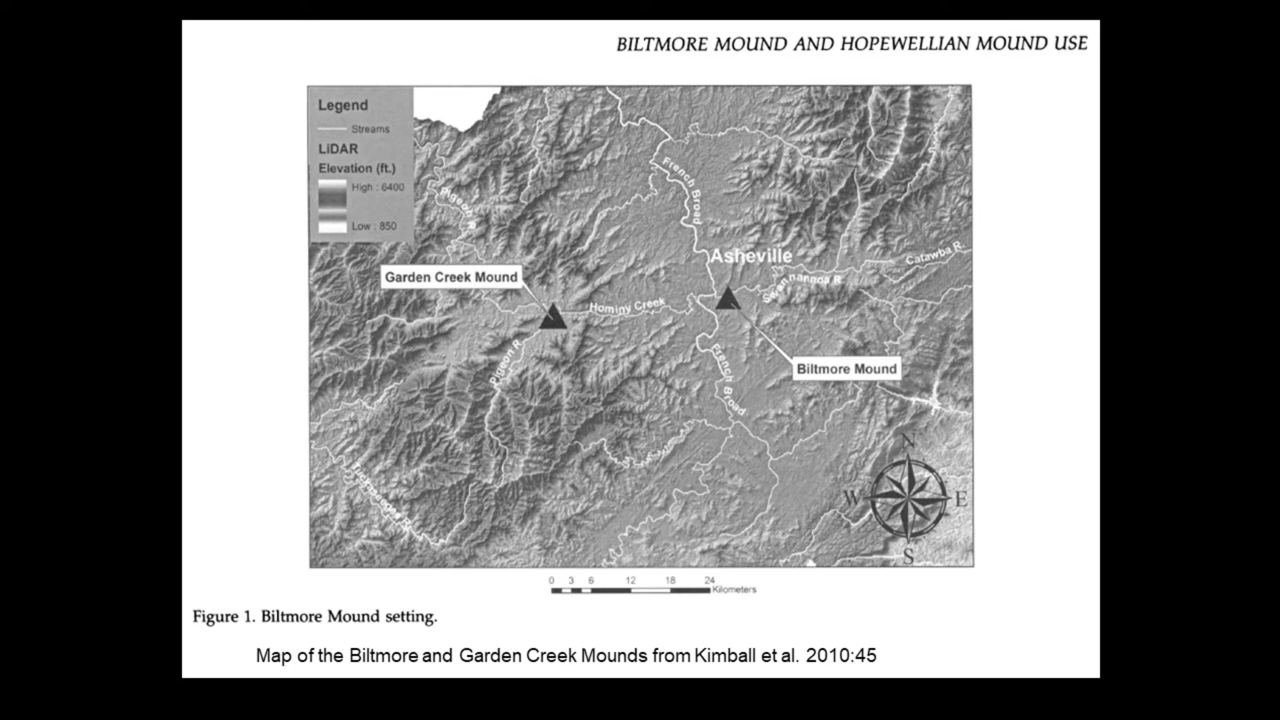 BILTMORE MOUND AND HOPEWELLIAN MOUND USE
Legend
Streams
LiDAR
Elevation (ft.)
High : 6400
Low : 850
Pigeon R.
French Broad
Asheville
Catawba R.
Swannanoa R.
Garden Creek Mound
Hominy Creek
Pigeon R.
French Broad
Biltmore Mound
N
W
E
S
0 3 6 12 18 24
Kilometers
Figure 1. Biltmore Mound setting.
Map of the Biltmore and Garden Creek Mounds from Kimball et al. 2010:45